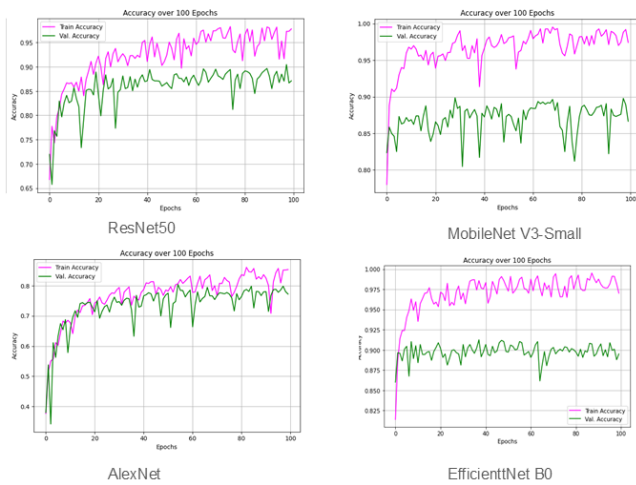 Accuracy over 100 Epochs
Train Accuracy
Val. Accuracy
0.95
0.90
0.85
0.80
0.75
0.70
0.65
Accuracy
0 20 40 60 80 100
Epochs
ResNet50
Accuracy over 100 Epochs
Train Accuracy
Val. Accuracy
1.00
0.95
0.90
0.85
0.80
Accuracy
0 20 40 60 80 100
Epochs
MobileNet V3-Small
Accuracy over 100 Epochs
Train Accuracy
Val. Accuracy
0.8
0.7
0.6
0.5
0.4
Accuracy
0 20 40 60 80 100
Epochs
AlexNet
Accuracy over 100 Epochs
1.000
0.975
0.950
0.925
0.900
0.875
0.850
0.825
Accuracy
Train Accuracy
Val. Accuracy
0 20 40 60 80 100
Epochs
EfficienttNet B0